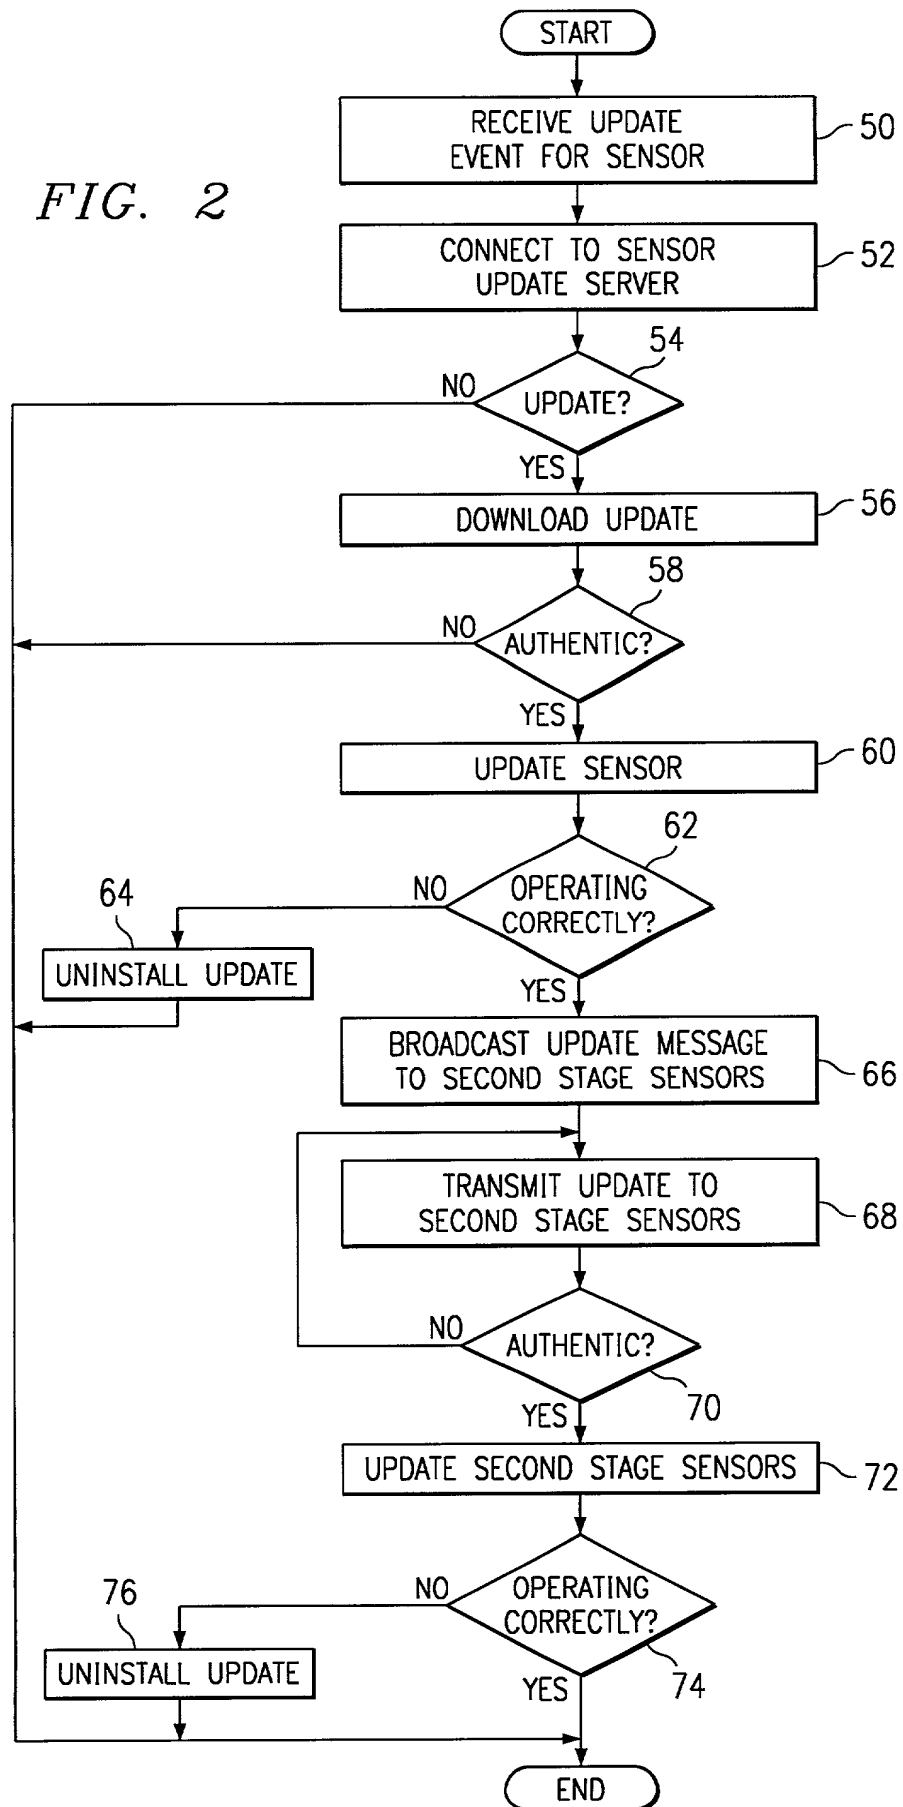 START
RECEIVE UPDATE
EVENT FOR SENSOR
50
FIG. 2
CONNECT TO SENSOR
UPDATE SERVER
52
54
NO
UPDATE?
YES
56
DOWNLOAD UPDATE
58
NO
AUTHENTIC?
YES
60
UPDATE SENSOR
62
64
NO
OPERATING
CORRECTLY?
UNINSTALL UPDATE
YES
BROADCAST UPDATE MESSAGE
TO SECOND STAGE SENSORS
66
TRANSMIT UPDATE TO
SECOND STAGE SENSORS
68
NO
AUTHENTIC?
70
YES
UPDATE SECOND STAGE SENSORS
72
76
NO
OPERATING
CORRECTLY?
UNINSTALL UPDATE
74
YES
END